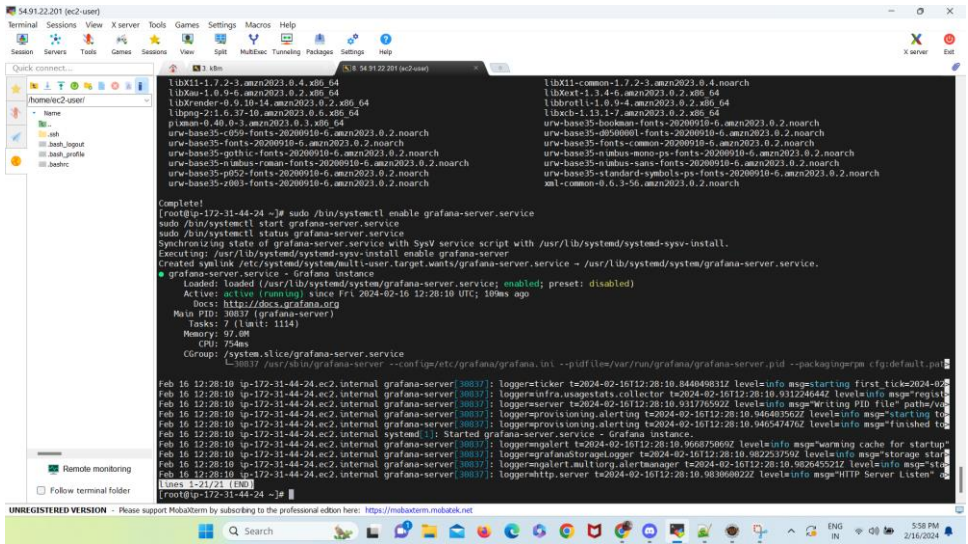 54.91.22.201 (ec2-user)
Terminal Sessions View X server Tools Games Settings Macros Help
Session Servers Tools Games Sessions View Split MultiExec Tunneling Packages Settings Help
X server Exit
Quick connect...
3. k8m
8. 54.91.22.201 (ec2-user)
/home/ec2-user/
Name
..
.ssh
.bash_logout
.bash_profile
.bashrc
Remote monitoring
Follow terminal folder
libX11-1.7.2-3.amzn2023.0.4.x86_64 libX11-common-1.7.2-3.amzn2023.0.4.noarch
libXau-1.0.9-6.amzn2023.0.2.x86_64 libXext-1.3.4-6.amzn2023.0.2.x86_64
libXrender-0.9.10-14.amzn2023.0.2.x86_64 libbrotli-1.0.9-4.amzn2023.0.2.x86_64
libpng-2:1.6.37-10.amzn2023.0.6.x86_64 libxcb-1.13.1-7.amzn2023.0.2.x86_64
pixman-0.40.0-3.amzn2023.0.3.x86_64 urw-base35-bookman-fonts-20200910-6.amzn2023.0.2.noarch
urw-base35-c059-fonts-20200910-6.amzn2023.0.2.noarch urw-base35-d050000l-fonts-20200910-6.amzn2023.0.2.noarch
urw-base35-fonts-20200910-6.amzn2023.0.2.noarch urw-base35-fonts-common-20200910-6.amzn2023.0.2.noarch
urw-base35-gothic-fonts-20200910-6.amzn2023.0.2.noarch urw-base35-nimbus-mono-ps-fonts-20200910-6.amzn2023.0.2.noarch
urw-base35-nimbus-roman-fonts-20200910-6.amzn2023.0.2.noarch urw-base35-nimbus-sans-fonts-20200910-6.amzn2023.0.2.noarch
urw-base35-p052-fonts-20200910-6.amzn2023.0.2.noarch urw-base35-standard-symbols-ps-fonts-20200910-6.amzn2023.0.2.noarch
urw-base35-z003-fonts-20200910-6.amzn2023.0.2.noarch xml-common-0.6.3-56.amzn2023.0.2.noarch
Complete!
[root@ip-172-31-44-24 ~]# sudo /bin/systemctl enable grafana-server.service
sudo /bin/systemctl start grafana-server.service
sudo /bin/systemctl status grafana-server.service
Synchronizing state of grafana-server.service with SysV service script with /usr/lib/systemd/systemd-sysv-install.
Executing: /usr/lib/systemd/systemd-sysv-install enable grafana-server
Created symlink /etc/systemd/system/multi-user.target.wants/grafana-server.service → /usr/lib/systemd/system/grafana-server.service.
● grafana-server.service - Grafana instance
Loaded: loaded (/usr/lib/systemd/system/grafana-server.service; enabled; preset: disabled)
Active: active (running) since Fri 2024-02-16 12:28:10 UTC; 109ms ago
Docs: http://docs.grafana.org
Main PID: 30837 (grafana-server)
Tasks: 7 (limit: 1114)
Memory: 97.0M
CPU: 754ms
CGroup: /system.slice/grafana-server.service
└─30837 /usr/sbin/grafana-server --config=/etc/grafana/grafana.ini --pidfile=/var/run/grafana/grafana-server.pid --packaging=rpm cfg:default.pat>
Feb 16 12:28:10 ip-172-31-44-24.ec2.internal grafana-server[30837]: logger=ticker t=2024-02-16T12:28:10.844049831Z level=info msg=starting first_tick=2024-02>
Feb 16 12:28:10 ip-172-31-44-24.ec2.internal grafana-server[30837]: logger=infra.usagestats.collector t=2024-02-16T12:28:10.931224644Z level=info msg="regist>
Feb 16 12:28:10 ip-172-31-44-24.ec2.internal grafana-server[30837]: logger=server t=2024-02-16T12:28:10.931776592Z level=info msg="Writing PID file" path=/va>
Feb 16 12:28:10 ip-172-31-44-24.ec2.internal grafana-server[30837]: logger=provisioning.alerting t=2024-02-16T12:28:10.946403562Z level=info msg="starting to>
Feb 16 12:28:10 ip-172-31-44-24.ec2.internal grafana-server[30837]: logger=provisioning.alerting t=2024-02-16T12:28:10.946547476Z level=info msg="finished to>
Feb 16 12:28:10 ip-172-31-44-24.ec2.internal systemd[1]: Started grafana-server.service - Grafana instance.
Feb 16 12:28:10 ip-172-31-44-24.ec2.internal grafana-server[30837]: logger=ngalert t=2024-02-16T12:28:10.966875069Z level=info msg="warming cache for startup"
Feb 16 12:28:10 ip-172-31-44-24.ec2.internal grafana-server[30837]: logger=grafanaStorageLogger t=2024-02-16T12:28:10.982253759Z level=info msg="storage star>
Feb 16 12:28:10 ip-172-31-44-24.ec2.internal grafana-server[30837]: logger=ngalert.multiorg.alertmanager t=2024-02-16T12:28:10.982645521Z level=info msg="sta>
Feb 16 12:28:10 ip-172-31-44-24.ec2.internal grafana-server[30837]: logger=http.server t=2024-02-16T12:28:10.983060022Z level=info msg="HTTP Server Listen" a>
lines 1-21/21 (END)
[root@ip-172-31-44-24 ~]#
UNREGISTERED VERSION - Please support MobaXterm by subscribing to the professional edition here: https://mobaxterm.mobatek.net
Search
ENG
IN
5:58 PM
2/16/2024